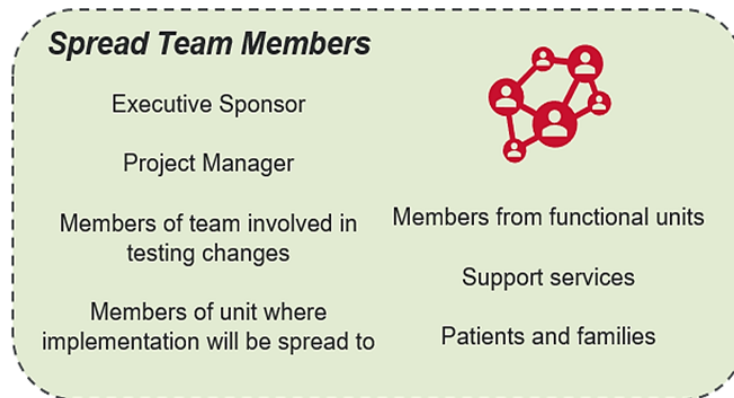 Spread Team Members
Executive Sponsor
Project Manager
Members of team involved in
testing changes
Members of unit where
implementation will be spread to
Members from functional units
Support services
Patients and families